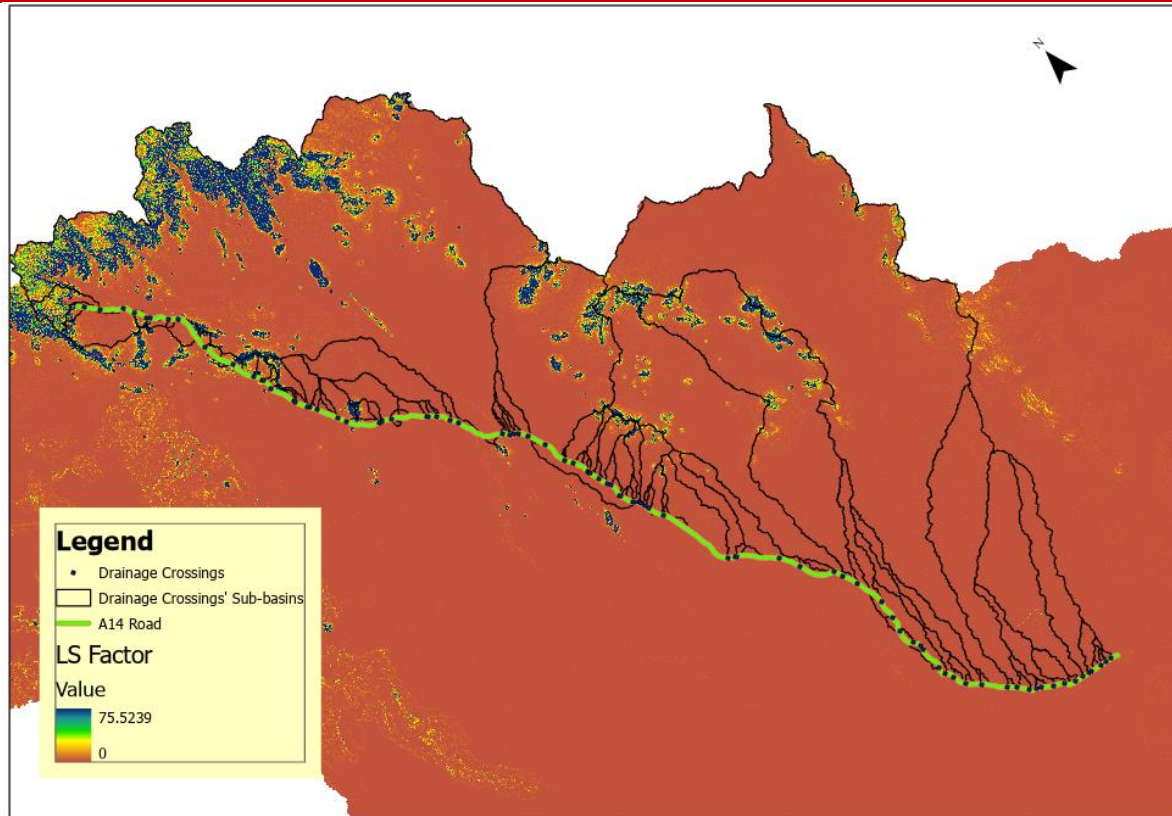 N
Legend
Drainage Crossings
Drainage Crossings' Sub-basins
A14 Road
LS Factor
Value
75.5239
0